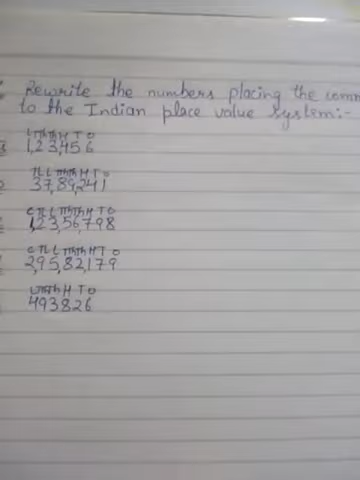 Rewrite the numbers placing the comm
to the Indian place value system:-
L TTh Th H T O
1,23,456
TL L TTh Th H T O
37,89,241
C TL L TTh Th H T O
1,23,56,798
C TL L TTh Th H T O
2,95,82,179
L TTh Th H T O
493826